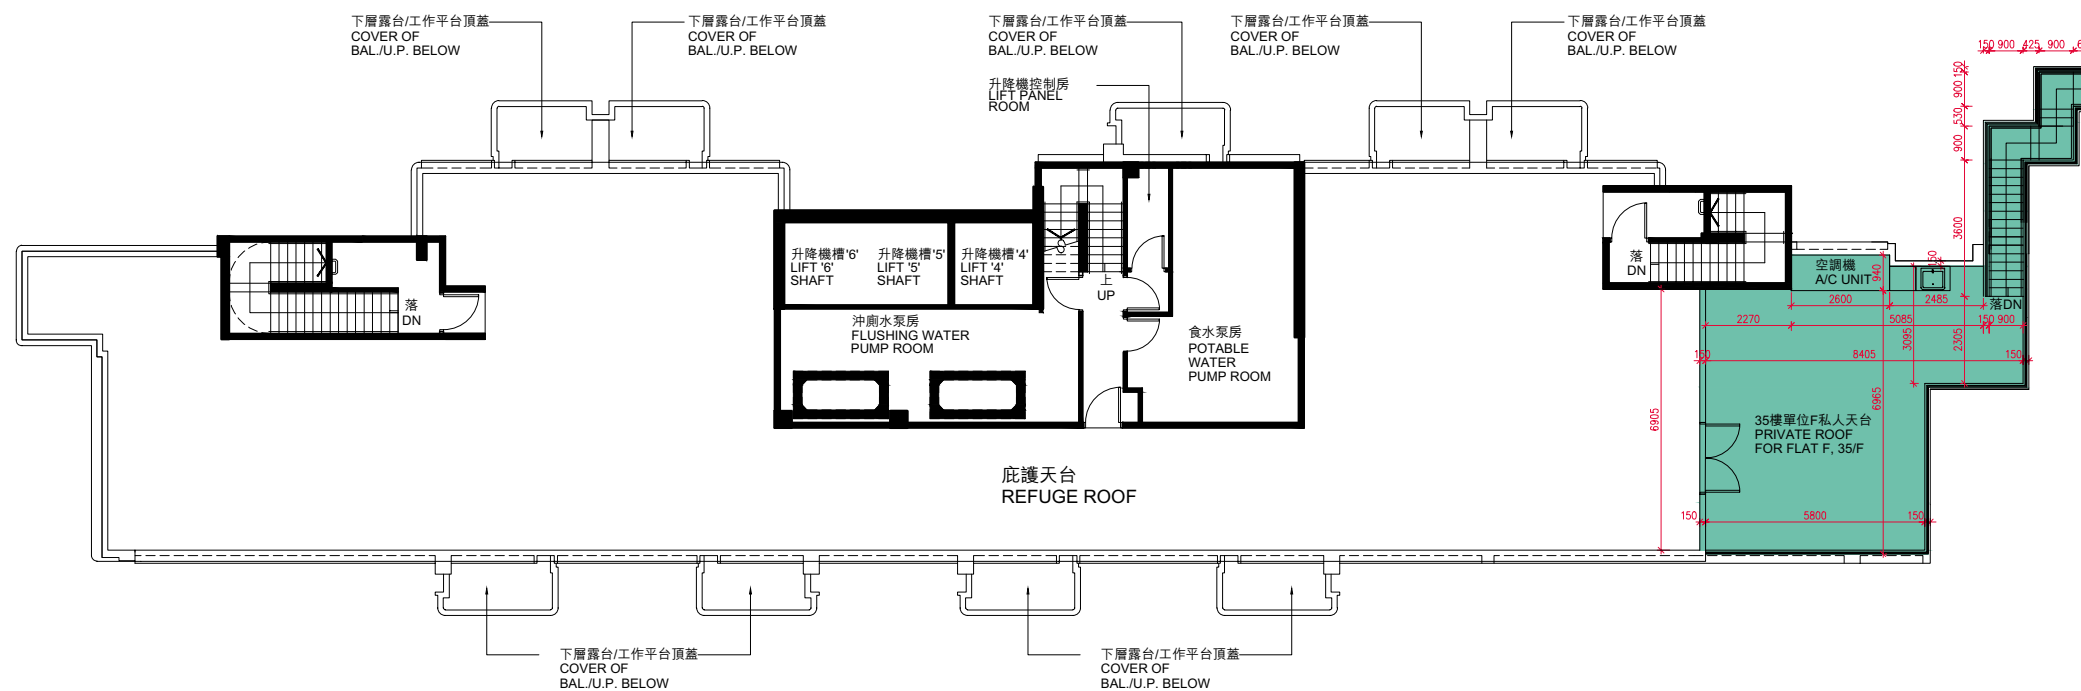 下層露台/工作平台頂蓋
COVER OF
BAL./U.P. BELOW
下層露台/工作平台頂蓋
COVER OF
BAL./U.P. BELOW
下層露台/工作平台頂蓋
COVER OF
BAL./U.P. BELOW
下層露台/工作平台頂蓋
COVER OF
BAL./U.P. BELOW
下層露台/工作平台頂蓋
COVER OF
BAL./U.P. BELOW
升降機控制房
LIFT PANEL
ROOM
150 900 425 900
150
900
530
900
3600
升降機槽'6'
LIFT '6'
SHAFT
升降機槽'5'
LIFT '5'
SHAFT
升降機槽'4'
LIFT '4'
SHAFT
上
UP
落
DN
落
DN
空調機
A/C UNIT
940
150
2600
2485
落DN
沖廁水泵房
FLUSHING WATER
PUMP ROOM
食水泵房
POTABLE
WATER
PUMP ROOM
2270
5085
150 900
3095
2305
150
8405
150
6905
6965
35樓單位F私人天台
PRIVATE ROOF
FOR FLAT F, 35/F
庇護天台
REFUGE ROOF
150
5800
150
下層露台/工作平台頂蓋
COVER OF
BAL./U.P. BELOW
下層露台/工作平台頂蓋
COVER OF
BAL./U.P. BELOW